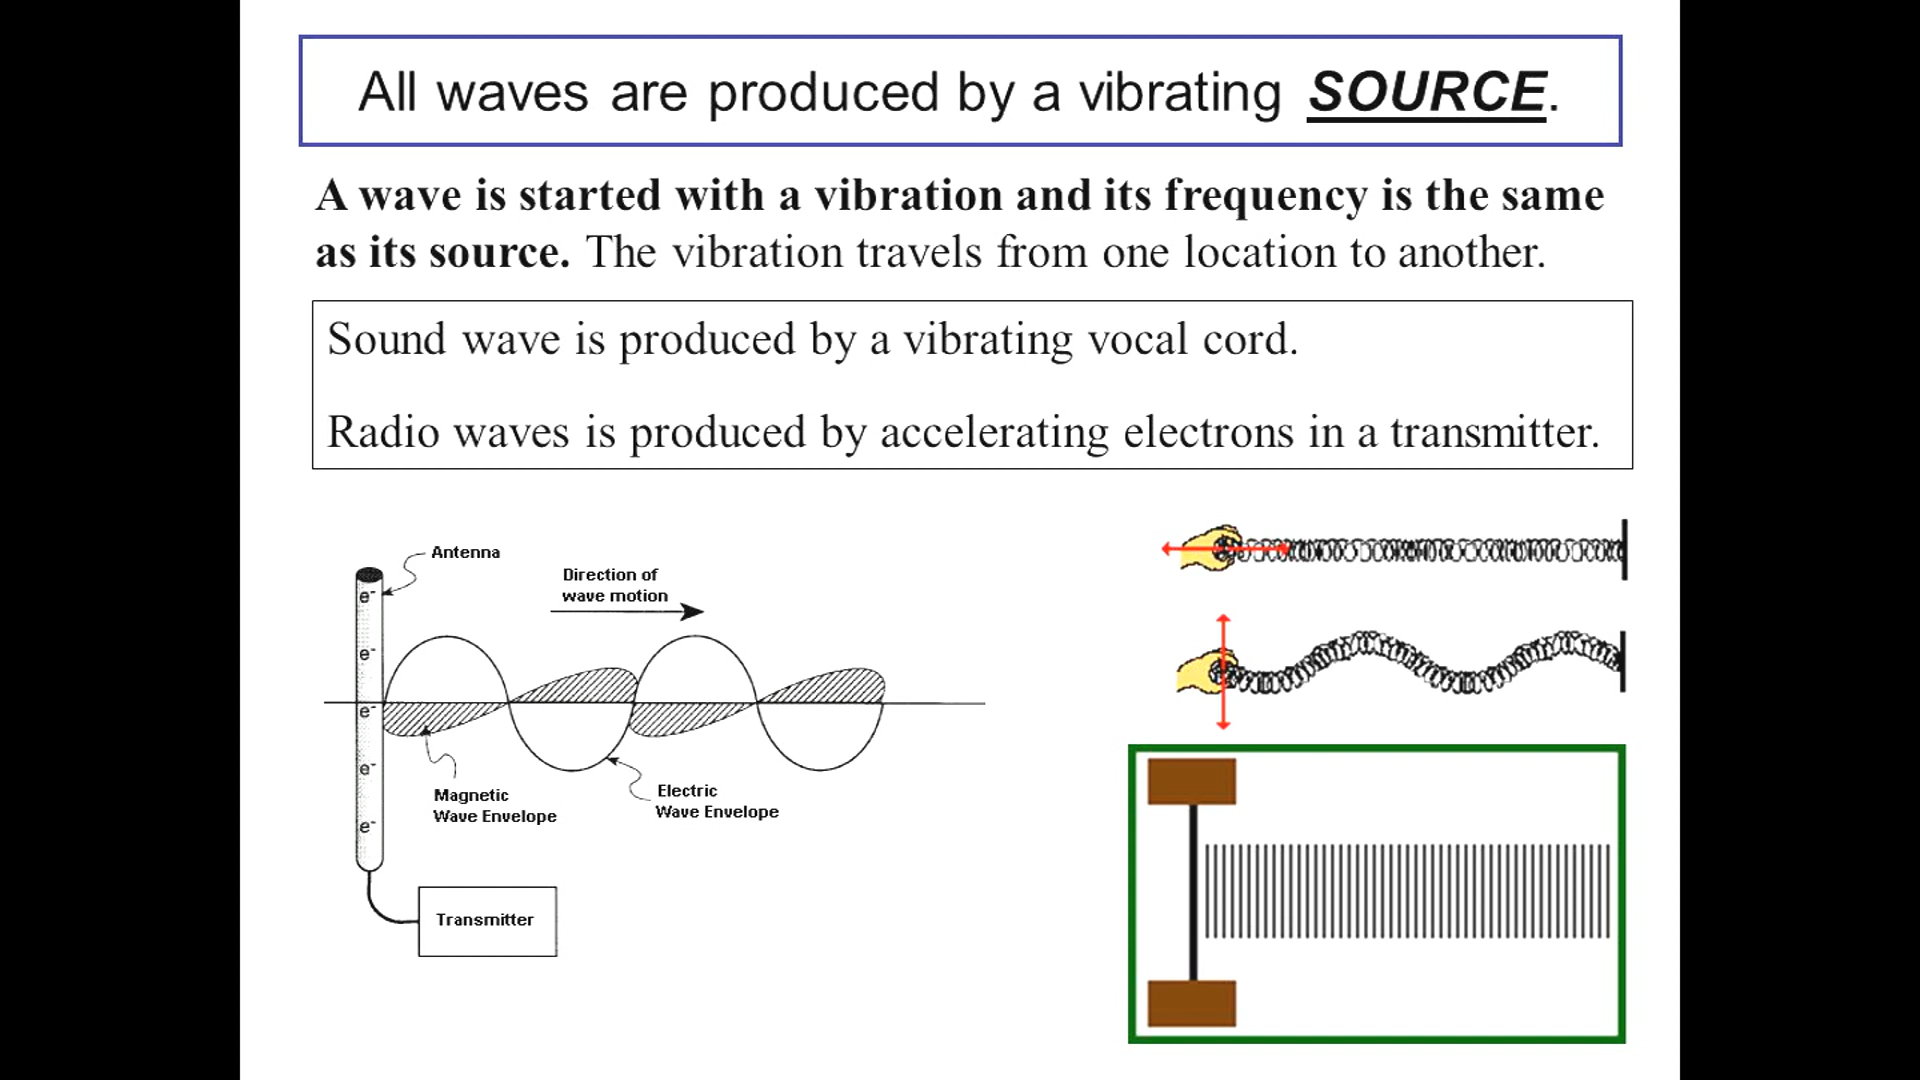 All waves are produced by a vibrating SOURCE.
A wave is started with a vibration and its frequency is the same
as its source. The vibration travels from one location to another.
Sound wave is produced by a vibrating vocal cord.
Radio waves is produced by accelerating electrons in a transmitter.
Antenna
Direction of
wave motion
e-
e-
e-
e-
e-
Magnetic
Wave Envelope
Electric
Wave Envelope
Transmitter